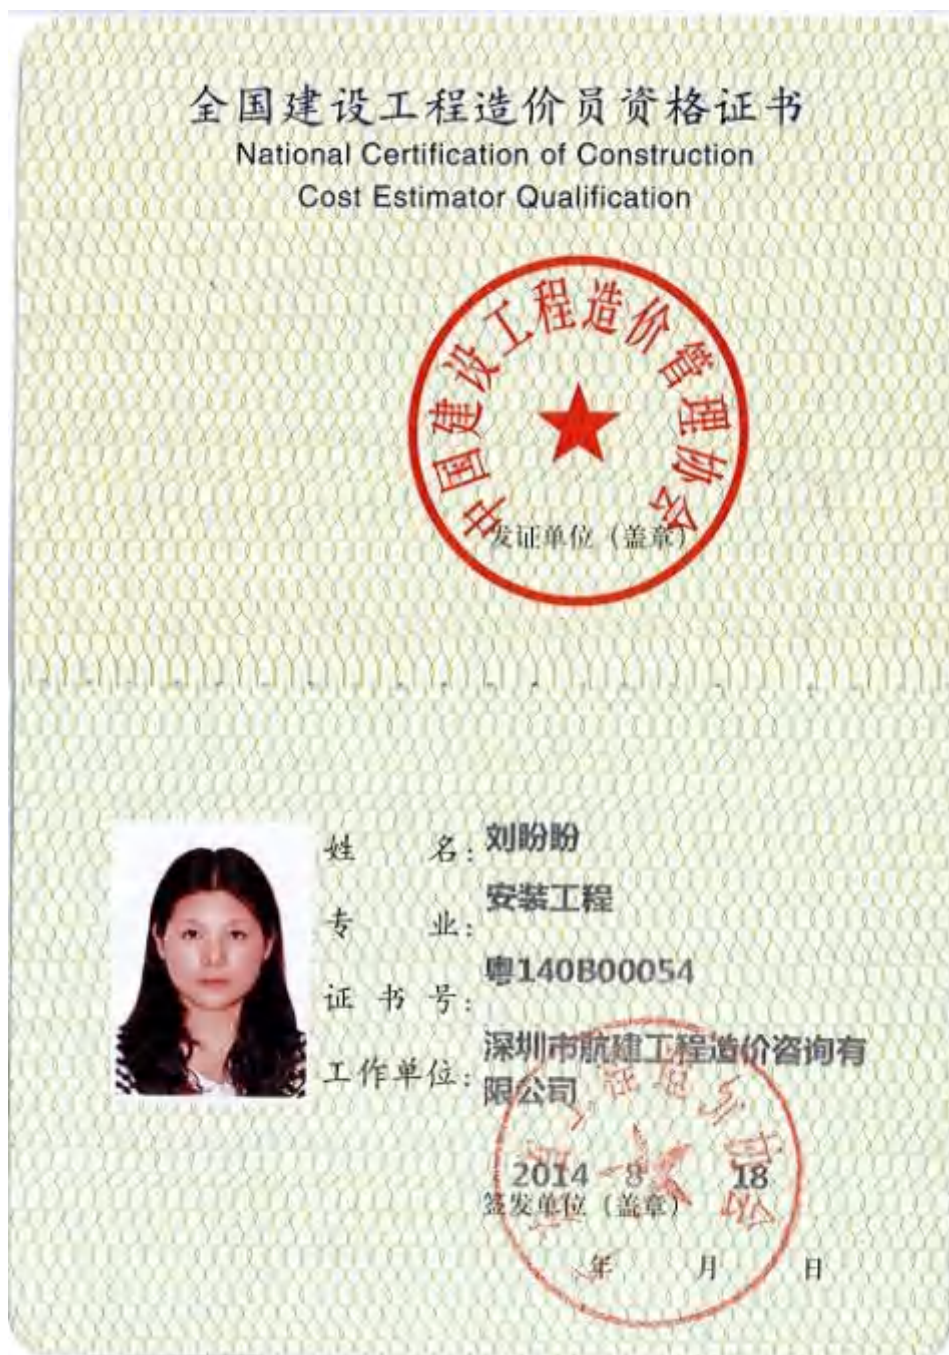 全国建设工程造价员资格证书
National Certification of Construction
Cost Estimator Qualification
中国建设工程造价管理协会
发证单位（盖章）
姓 名：刘盼盼
专 业：安装工程
证 书 号：粤140B00054
工作单位：深圳市航建工程造价咨询有
限公司
2014 8 18
签发单位（盖章）
年 月 日